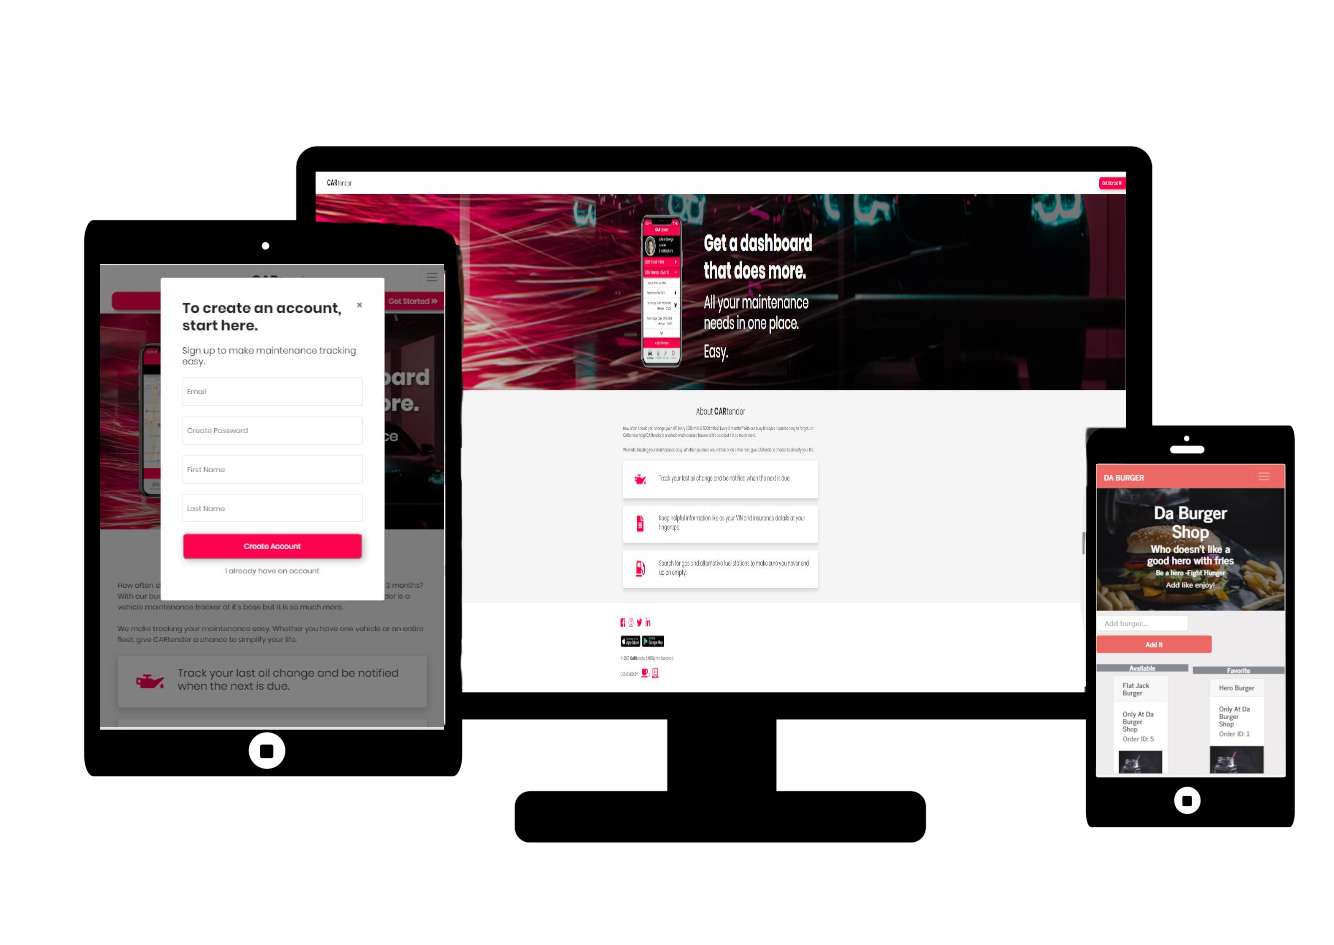 CARtender
Get Started »
Get a dashboard
that does more.
All your maintenance
needs in one place.
Easy.
About CARtender
Track your last oil change and be notified when the next is due
Keep helpful information like as your VIN and insurance details at your
fingertips.
Search for gas and alternative fuel stations to make sure you never end
up on empty.
To create an account,
start here.
×
Sign up to make maintenance tracking
easy.
Email
Create Password
First Name
Last Name
Create Account
I already have an account
Get Started »
oard
ore.
ce
How often
3 months?
With our
der is a
vehicle maintenance tracker at it's base but it is so much more.
We make tracking your maintenance easy. Whether you have one vehicle or an entire
fleet, give CARtender a chance to simplify your life.
Track your last oil change and be notified
when the next is due.
DA BURGER
Da Burger
Shop
Who doesn't like a
good hero with fries
Be a hero -Fight Hunger
Add like enjoy!
Add burger...
Add It
Available
Favorite
Flat Jack
Burger
Only At Da
Burger
Shop
Order ID: 5
Hero Burger
Only At Da
Burger
Shop
Order ID: 1